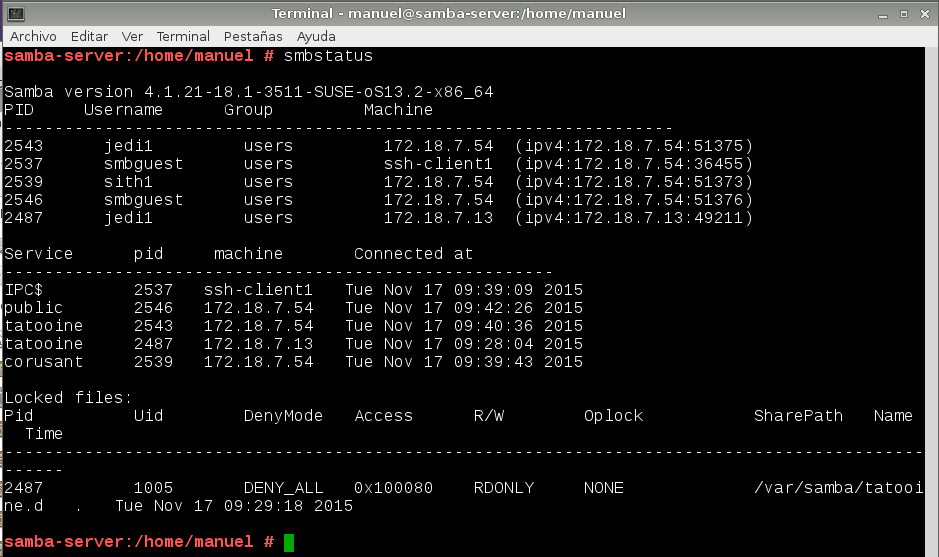 Terminal - manuel@samba-server:/home/manuel
Archivo Editar Ver Terminal Pestañas Ayuda
samba-server:/home/manuel # smbstatus
Samba version 4.1.21-18.1-3511-SUSE-oS13.2-x86_64
PID     Username      Group         Machine
-------------------------------------------------------------------
2543      jedi1         users         172.18.7.54  (ipv4:172.18.7.54:51375)
2537      smbguest      users         ssh-client1  (ipv4:172.18.7.54:36455)
2539      sith1         users         172.18.7.54  (ipv4:172.18.7.54:51373)
2546      smbguest      users         172.18.7.54  (ipv4:172.18.7.54:51376)
2487      jedi1         users         172.18.7.13  (ipv4:172.18.7.13:49211)
Service      pid     machine       Connected at
-------------------------------------------------------
IPC$         2537   ssh-client1   Tue Nov 17 09:39:09 2015
public       2546   172.18.7.54   Tue Nov 17 09:42:26 2015
tatooine     2543   172.18.7.54   Tue Nov 17 09:40:36 2015
tatooine     2487   172.18.7.13   Tue Nov 17 09:28:04 2015
corusant     2539   172.18.7.54   Tue Nov 17 09:39:43 2015
Locked files:
Pid          Uid        DenyMode   Access      R/W        Oplock           SharePath   Name
  Time
--------------------------------------------------------------------------------------------
------
2487         1005       DENY_ALL   0x100080    RDONLY     NONE             /var/samba/tatooi
ne.d   .   Tue Nov 17 09:29:18 2015
samba-server:/home/manuel #